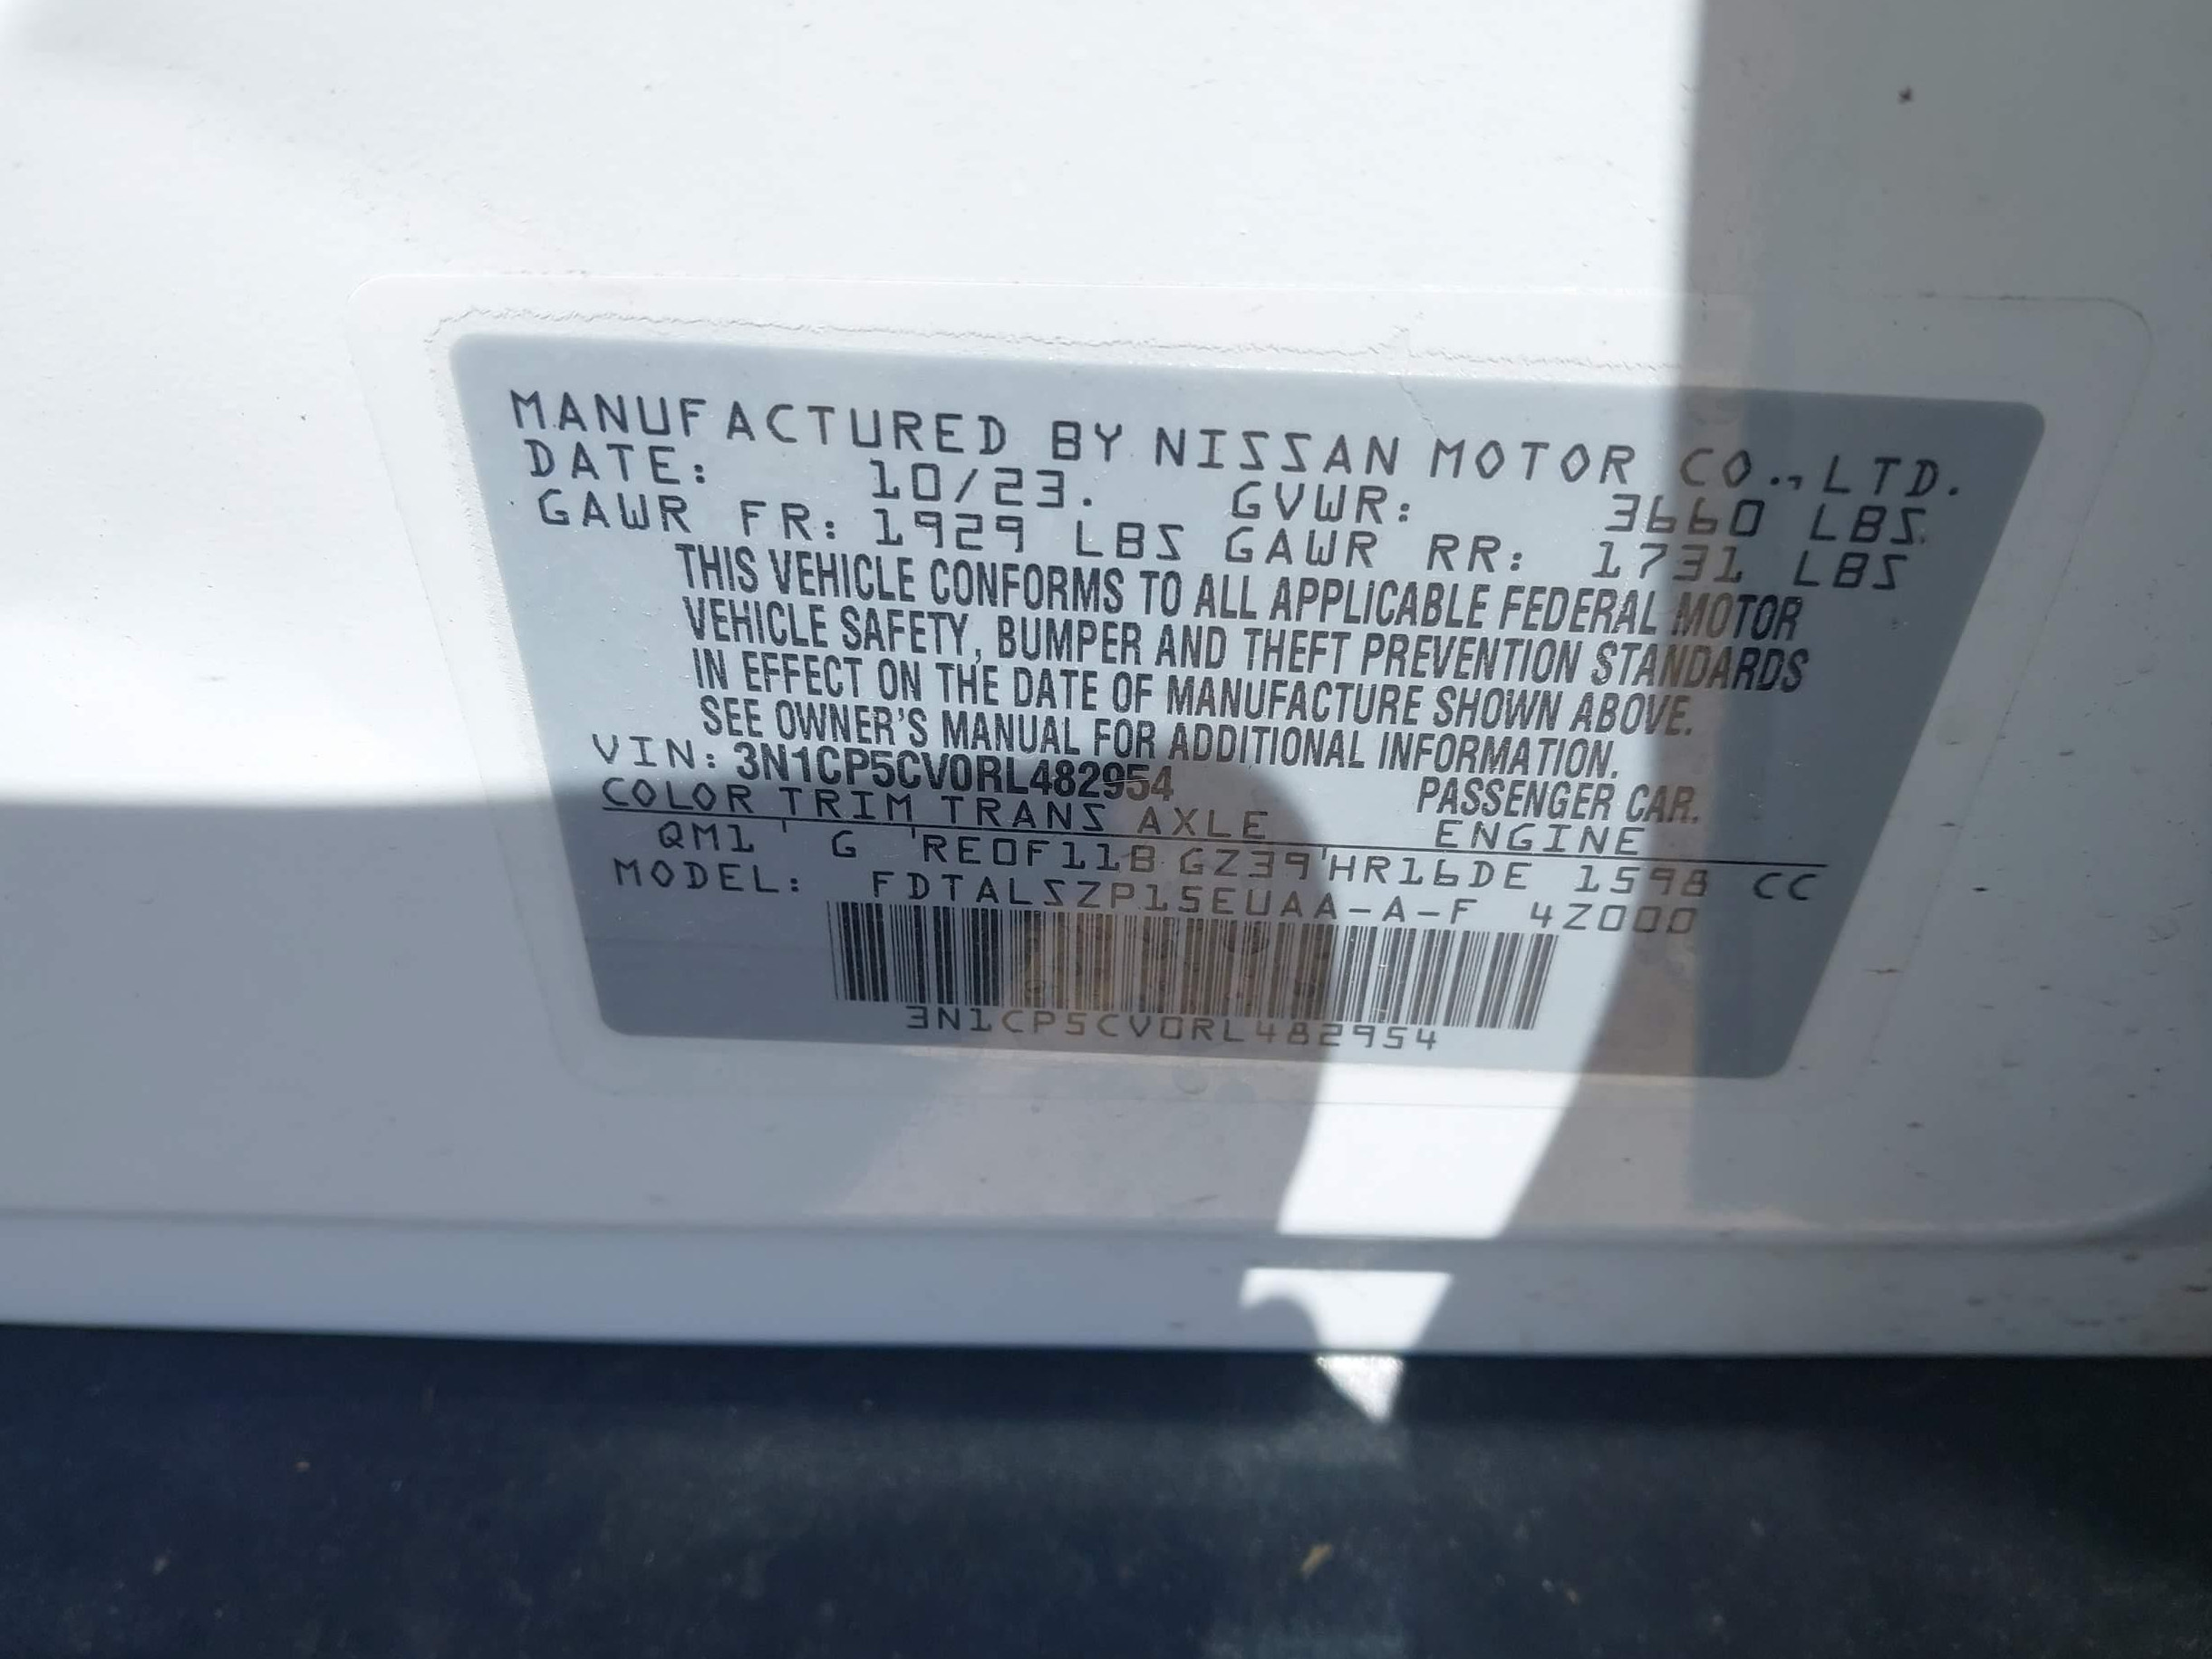 MANUFACTURED BY NISSAN MOTOR CO., LTD.
DATE: 10/23. GVWR: 3660 LBS.
GAWR FR: 1929 LBS GAWR RR: 1731 LBS
THIS VEHICLE CONFORMS TO ALL APPLICABLE FEDERAL MOTOR
VEHICLE SAFETY, BUMPER AND THEFT PREVENTION STANDARDS
IN EFFECT ON THE DATE OF MANUFACTURE SHOWN ABOVE.
SEE OWNER'S MANUAL FOR ADDITIONAL INFORMATION.
VIN: 3N1CP5CV0RL482954 PASSENGER CAR.
COLOR TRIM TRANS AXLE ENGINE
QM1 G RE0F11B GZ39 HR16DE 1598 CC
MODEL: FDTALSZP15EUAA-A-F 4Z000
3N1CP5CV0RL482954